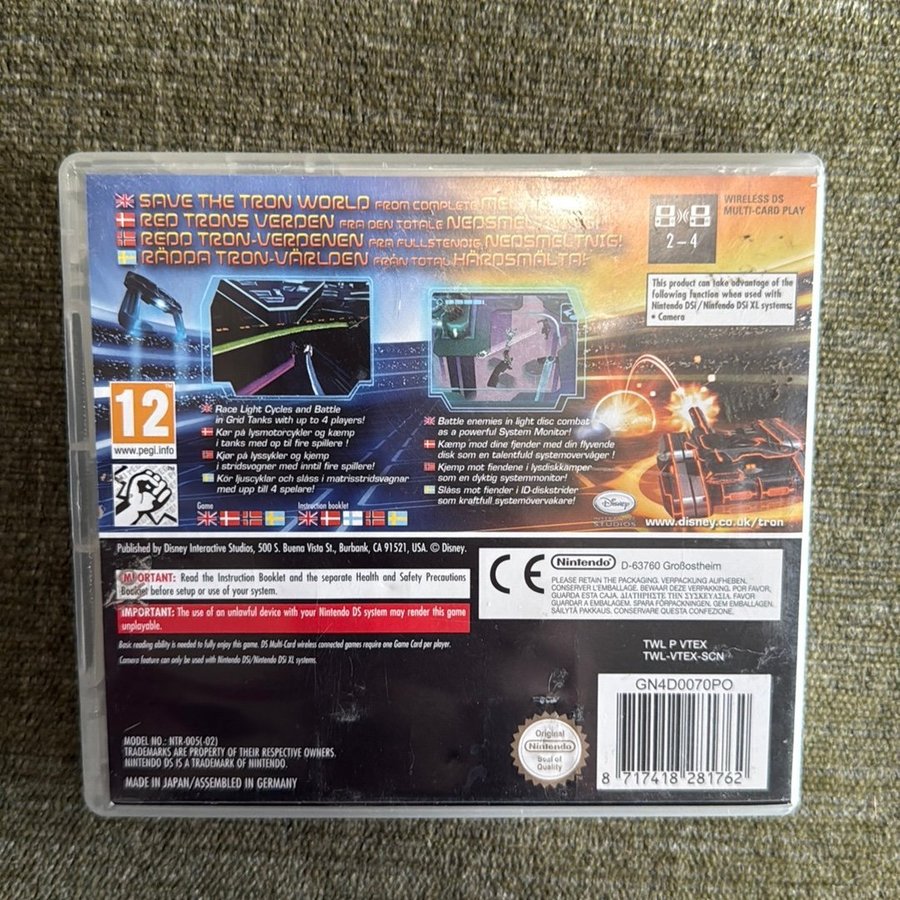 SAVE THE TRON WORLD FROM COMPLETE
RED TRONS VERDEN FRA DEN TOTALE NEDSMELTNING!
REDD TRON-VERDENEN FRA FULLSTENDIG NEDSMELTNIG!
RÄDDA TRON-VÄRLDEN FRÅN TOTAL HÄRDSMÄLTA!
2-4
WIRELESS DS
MULTI-CARD PLAY
This product can take advantage of the
following function when used with
Nintendo DSi/Nintendo DSi XL systems:
• Camera
12
www.pegi.info
Race Light Cycles and Battle
in Grid Tanks with up to 4 players!
Kør på lysmotorcykler og kæmp
i tanks med op til fire spillere!
Kjør på lyssykler og kjemp
i stridsvogner med inntil fire spillere!
Kör ljuscyklar och slåss i matrisstridsvagnar
med upp till 4 spelare!
Battle enemies in light disc combat
as a powerful System Monitor!
Kæmp mod dine fjender med din flyvende
disk som en talentfuld systemovervåger!
Kjemp mot fiendene i lysdiskkamper
som en dyktig systemmonitor!
Slåss mot fiender i ID-diskstrider
som kraftfull systemövervakare!
Game
Instruction booklet
Disney
STUDIOS
www.disney.co.uk/tron
Published by Disney Interactive Studios, 500 S. Buena Vista St., Burbank, CA 91521, USA. © Disney.
IMPORTANT: Read the Instruction Booklet and the separate Health and Safety Precautions
Booklet before setup or use of your system.
IMPORTANT: The use of an unlawful device with your Nintendo DS system may render this game
unplayable.
Basic reading ability is needed to fully enjoy this game. DS Multi-Card wireless connected games require one Game Card per player.
Camera feature can only be used with Nintendo DSi/Nintendo DSi XL systems.
CE
Nintendo
D-63760 Großostheim
PLEASE RETAIN THE PACKAGING. VERPACKUNG AUFHEBEN.
CONSERVER L'EMBALLAGE. BEWAAR DEZE VERPAKKING. POR FAVOR,
GUARDA ESTA CAJA. ΔΙΑΤΗΡΗΣΤΕ ΤΗΝ ΣΥΣΚΕΥΑΣΙΑ. FAVOR
GUARDAR A EMBALAGEM. SPARA FÖRPACKNINGEN. GEM EMBALLAGEN.
SÄLYTÄ PAKKAUS. CONSERVARE QUESTA CONFEZIONE.
TWL P VTEX
TWL-VTEX-SCN
GN4D0070PO
8 717418 281762
Original
Nintendo
Seal of
Quality
MODEL NO.: NTR-005(-02)
TRADEMARKS ARE PROPERTY OF THEIR RESPECTIVE OWNERS.
NINTENDO DS IS A TRADEMARK OF NINTENDO.
MADE IN JAPAN/ASSEMBLED IN GERMANY